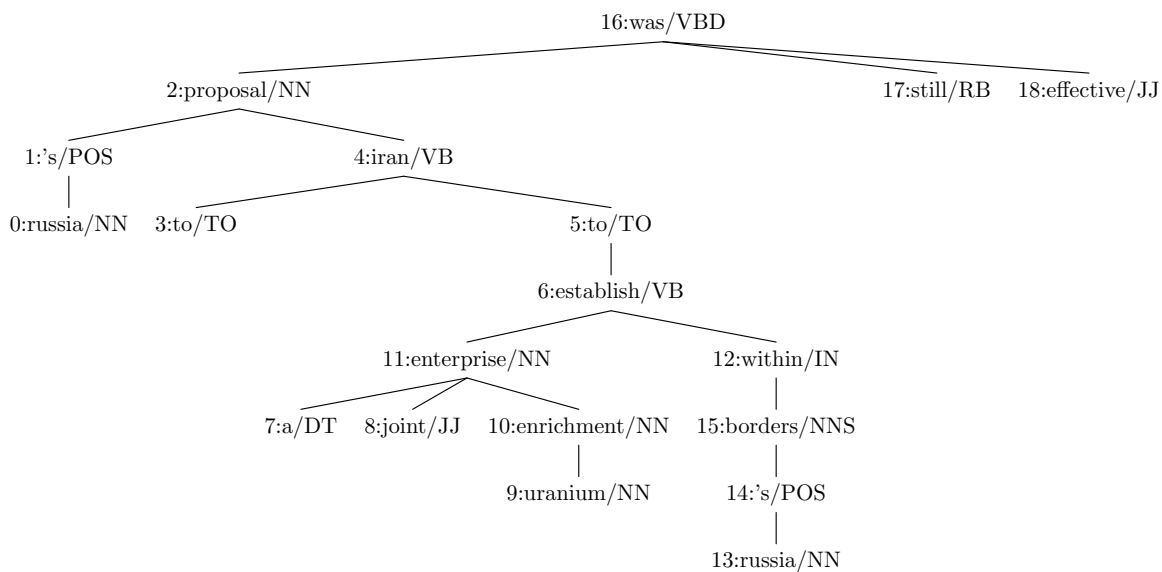 16:was/VBD
2:proposal/NN 17:still/RB 18:effective/JJ
1:'s/POS 4:iran/VB
0:russia/NN 3:to/TO 5:to/TO
6:establish/VB
11:enterprise/NN 12:within/IN
7:a/DT 8:joint/JJ 10:enrichment/NN 15:borders/NNS
9:uranium/NN 14:'s/POS
13:russia/NN